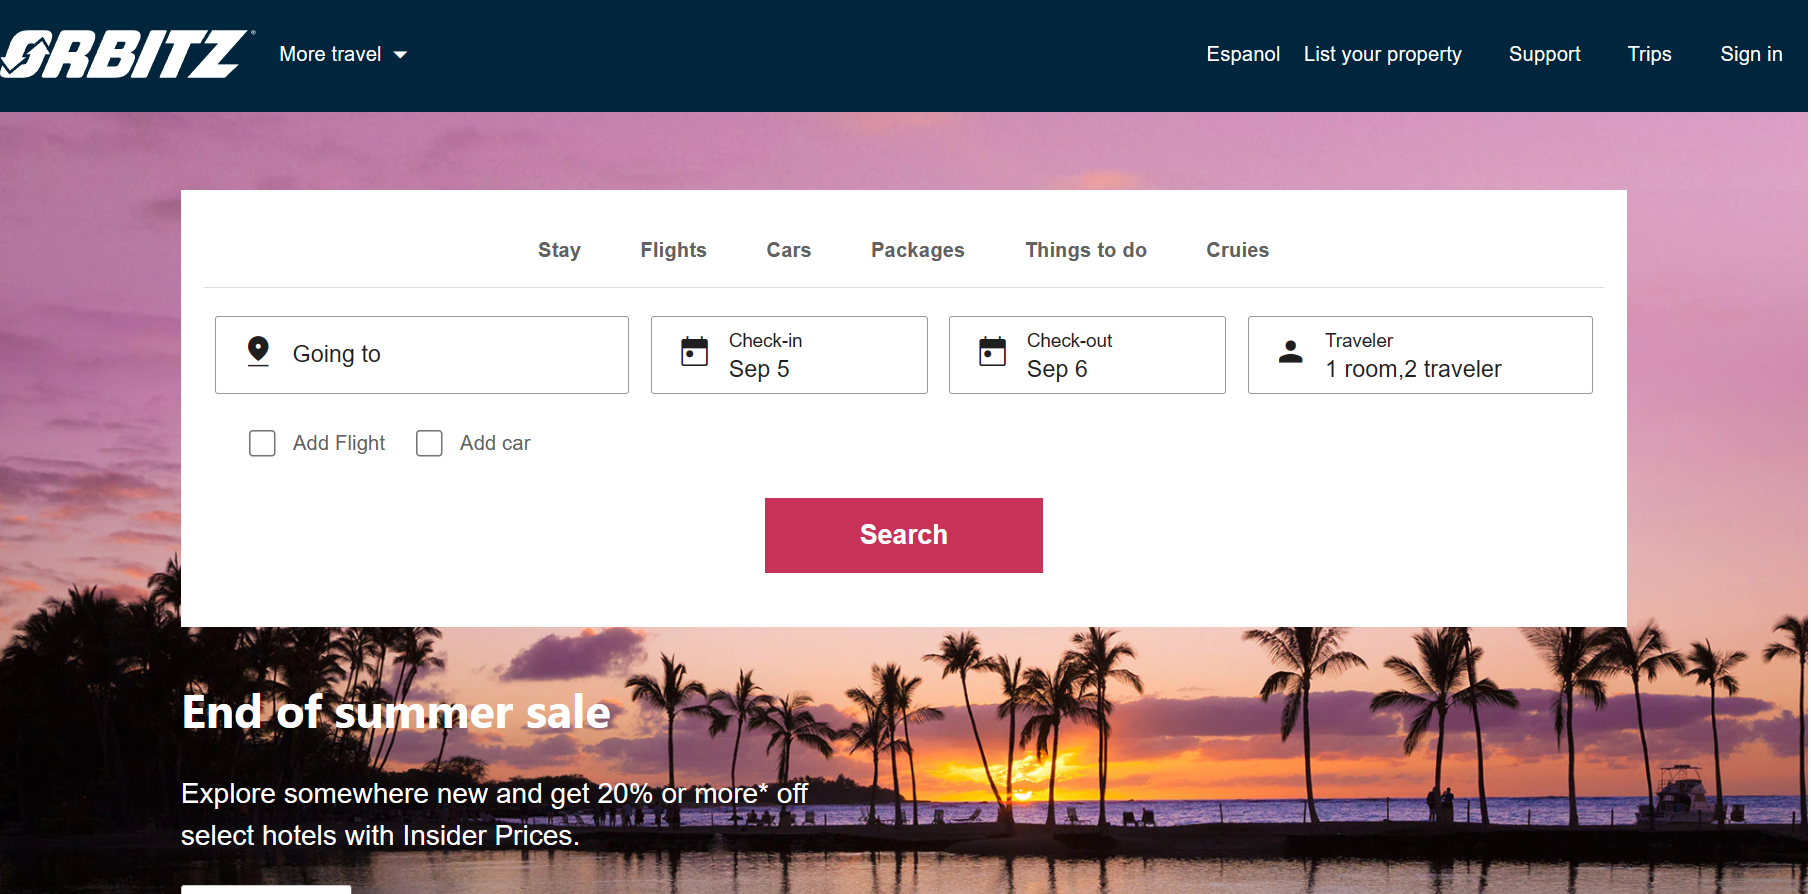 ORBITZ
More travel
Espanol
List your property
Support
Trips
Sign in
Stay
Flights
Cars
Packages
Things to do
Cruies
Going to
Check-in
Sep 5
Check-out
Sep 6
Traveler
1 room,2 traveler
Add Flight
Add car
Search
End of summer sale
Explore somewhere new and get 20% or more* off
select hotels with Insider Prices.